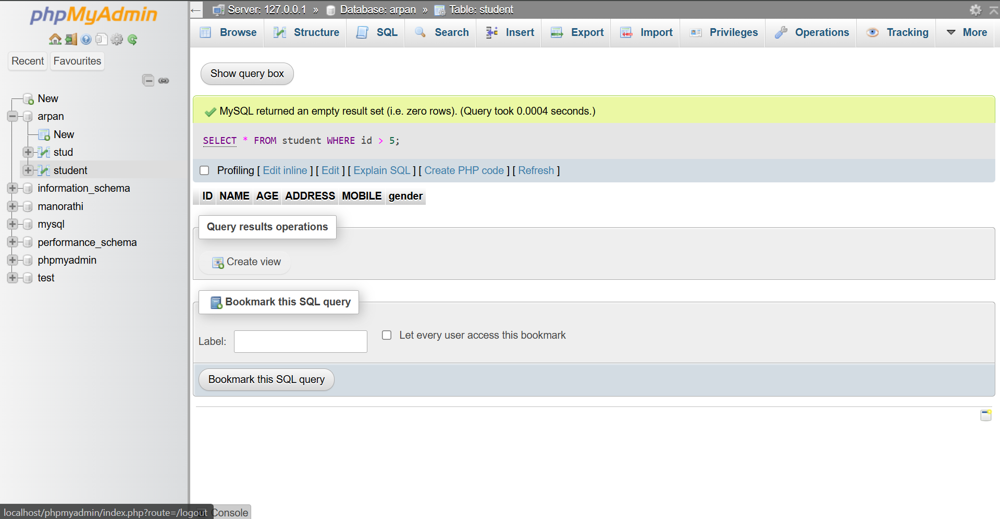 phpMyAdmin
Recent Favourites
New
arpan
New
stud
student
information_schema
manorathi
mysql
performance_schema
phpmyadmin
test
localhost/phpmyadmin/index.php?route=/logout
← Server: 127.0.0.1 » Database: arpan » Table: student
Browse Structure SQL Search Insert Export Import Privileges Operations Tracking More
Show query box
MySQL returned an empty result set (i.e. zero rows). (Query took 0.0004 seconds.)
SELECT * FROM student WHERE id > 5;
Profiling [ Edit inline ] [ Edit ] [ Explain SQL ] [ Create PHP code ] [ Refresh ]
ID NAME AGE ADDRESS MOBILE gender
Query results operations
Create view
Bookmark this SQL query
Label: Let every user access this bookmark
Bookmark this SQL query
Console